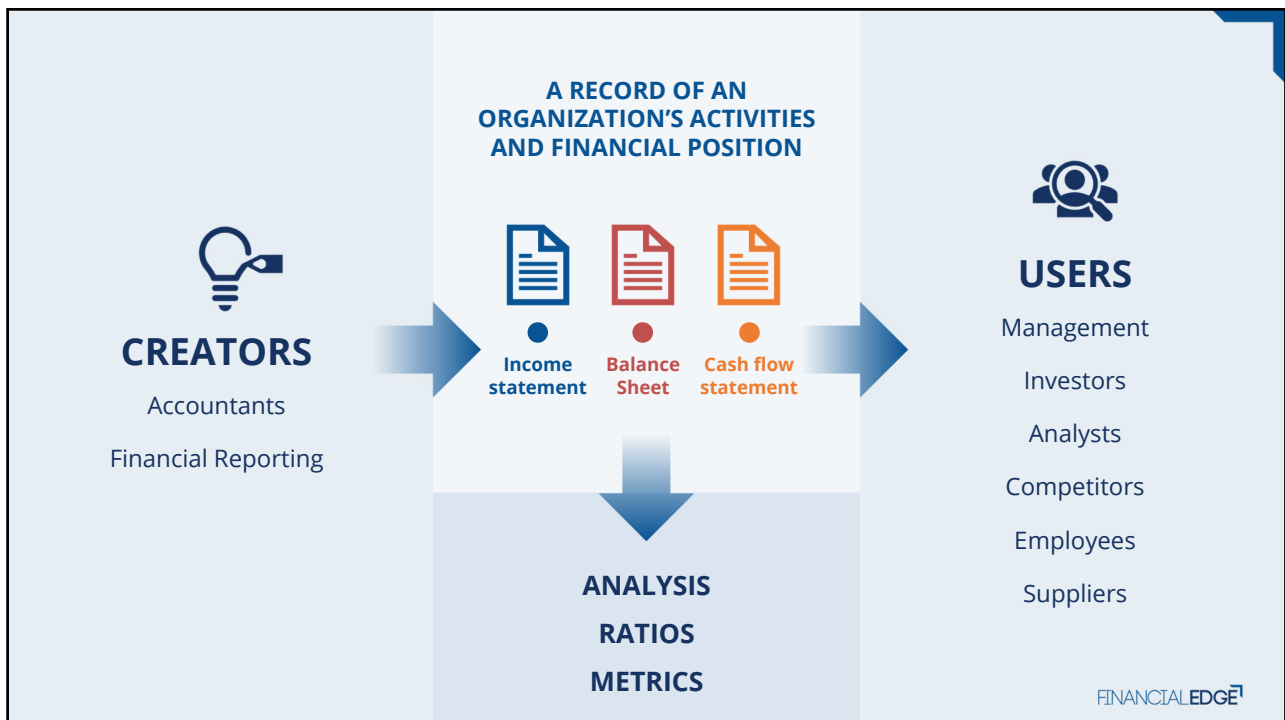 CREATORS
Accountants
Financial Reporting
A RECORD OF AN
ORGANIZATION’S ACTIVITIES
AND FINANCIAL POSITION
Income
statement
Balance
Sheet
Cash flow
statement
ANALYSIS
RATIOS
METRICS
USERS
Management
Investors
Analysts
Competitors
Employees
Suppliers
FINANCIALEDGE